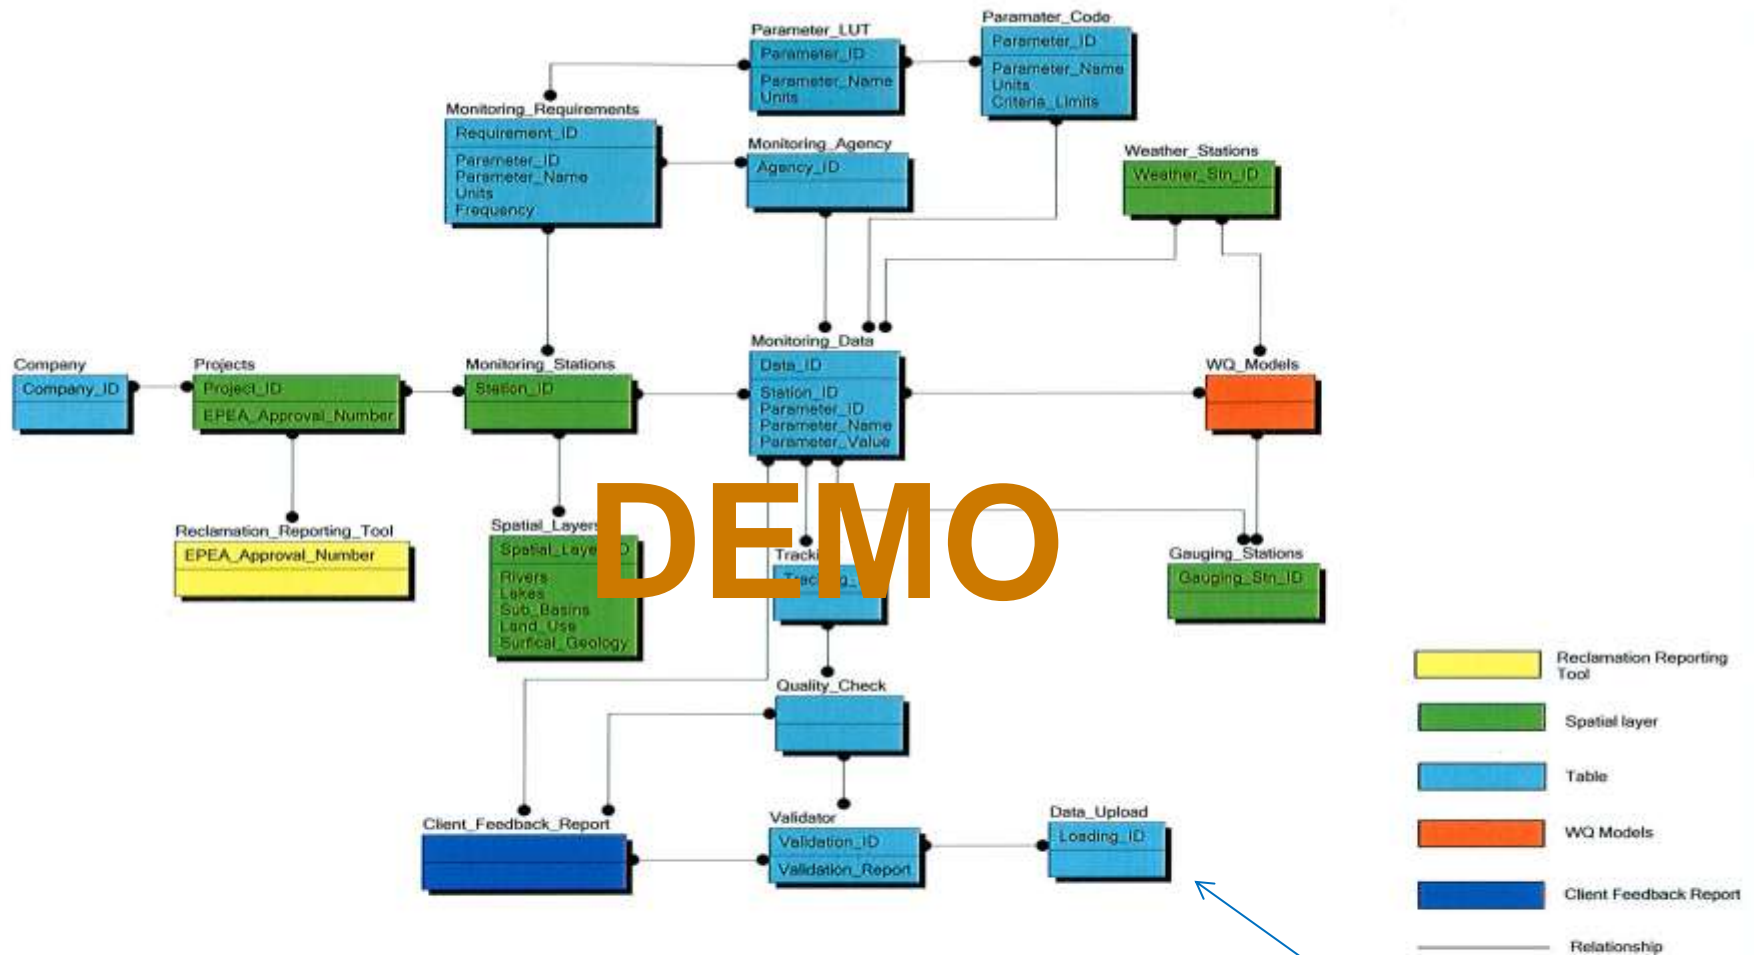 Paramater_Code
Parameter_ID
Parameter_Name
Units
Criteria_Limits
Parameter_LUT
Parameter_ID
Parameter_Name
Units
Monitoring_Requirements
Requirement_ID
Parameter_ID
Parameter_Name
Units
Frequency
Monitoring_Agency
Agency_ID
Weather_Stations
Weather_Stn_ID
Company
Company_ID
Projects
Project_ID
EPEA_Approval_Number
Monitoring_Stations
Station_ID
Monitoring_Data
Data_ID
Station_ID
Parameter_ID
Parameter_Name
Parameter_Value
WQ_Models
DEMO
Reclamation_Reporting_Tool
EPEA_Approval_Number
Spatial_Layers
Rivers
Lakes
Sub_Basins
Land_Use
Surfical_Geology
Gauging_Stations
Gauging_Stn_ID
Quality_Check
Client_Feedback_Report
Validator
Validation_ID
Validation_Report
Data_Upload
Loading_ID
Reclamation Reporting
Tool
Spatial layer
Table
WQ Models
Client Feedback Report
Relationship